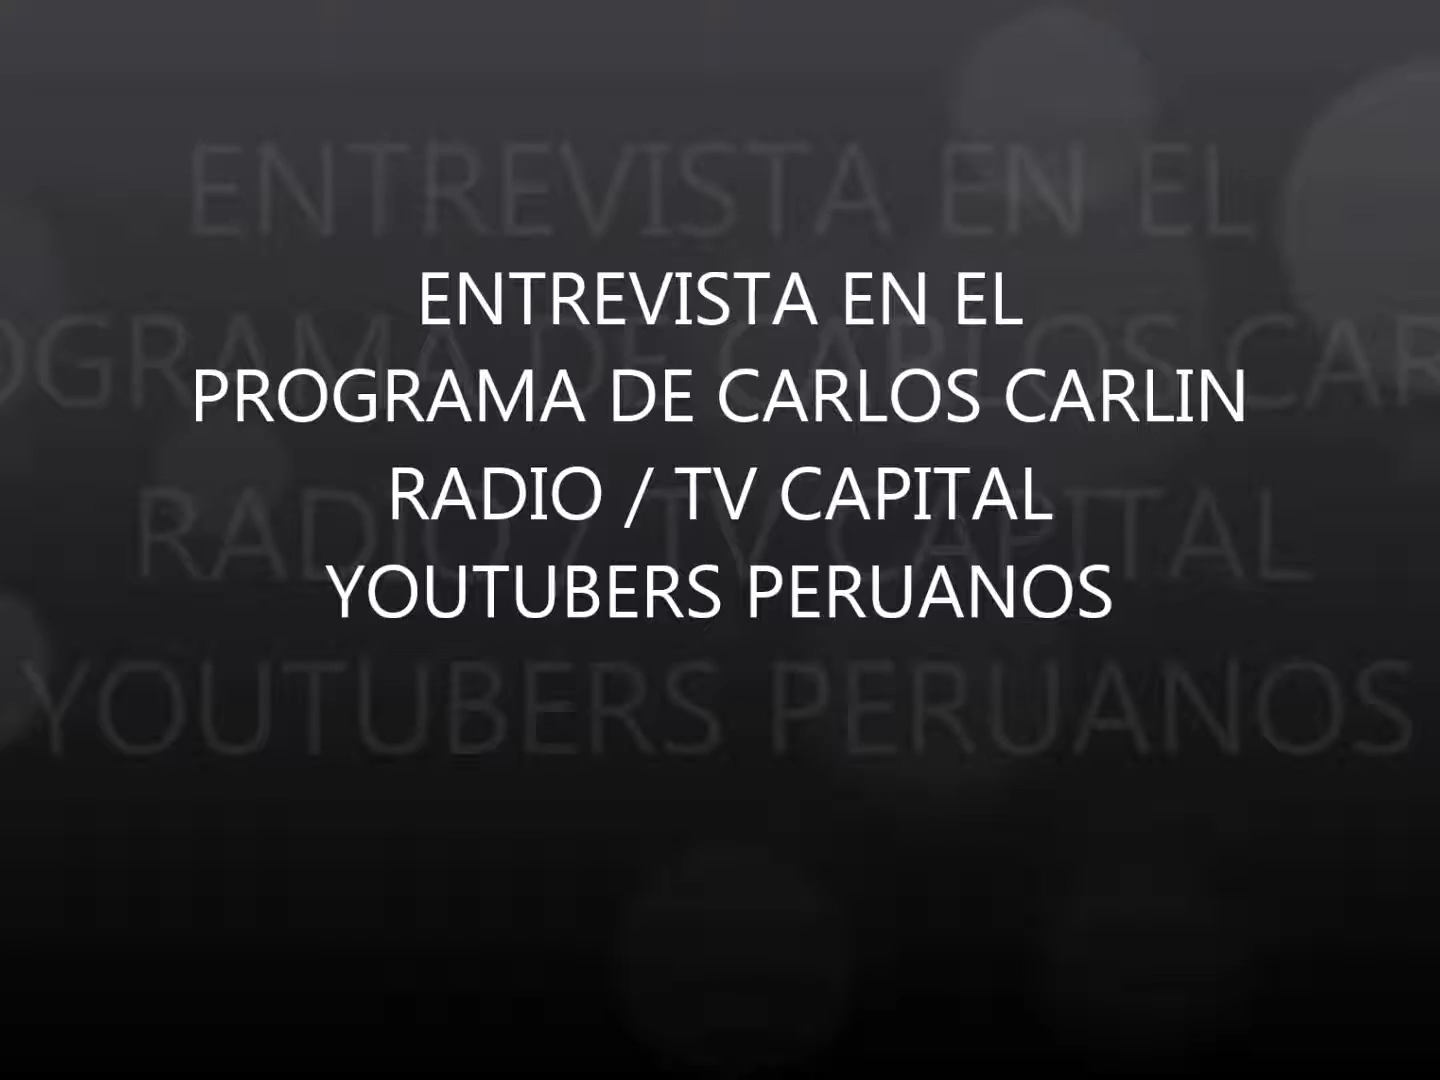 ENTREVISTA EN EL
PROGRAMA DE CARLOS CARLIN
RADIO / TV CAPITAL
YOUTUBERS PERUANOS